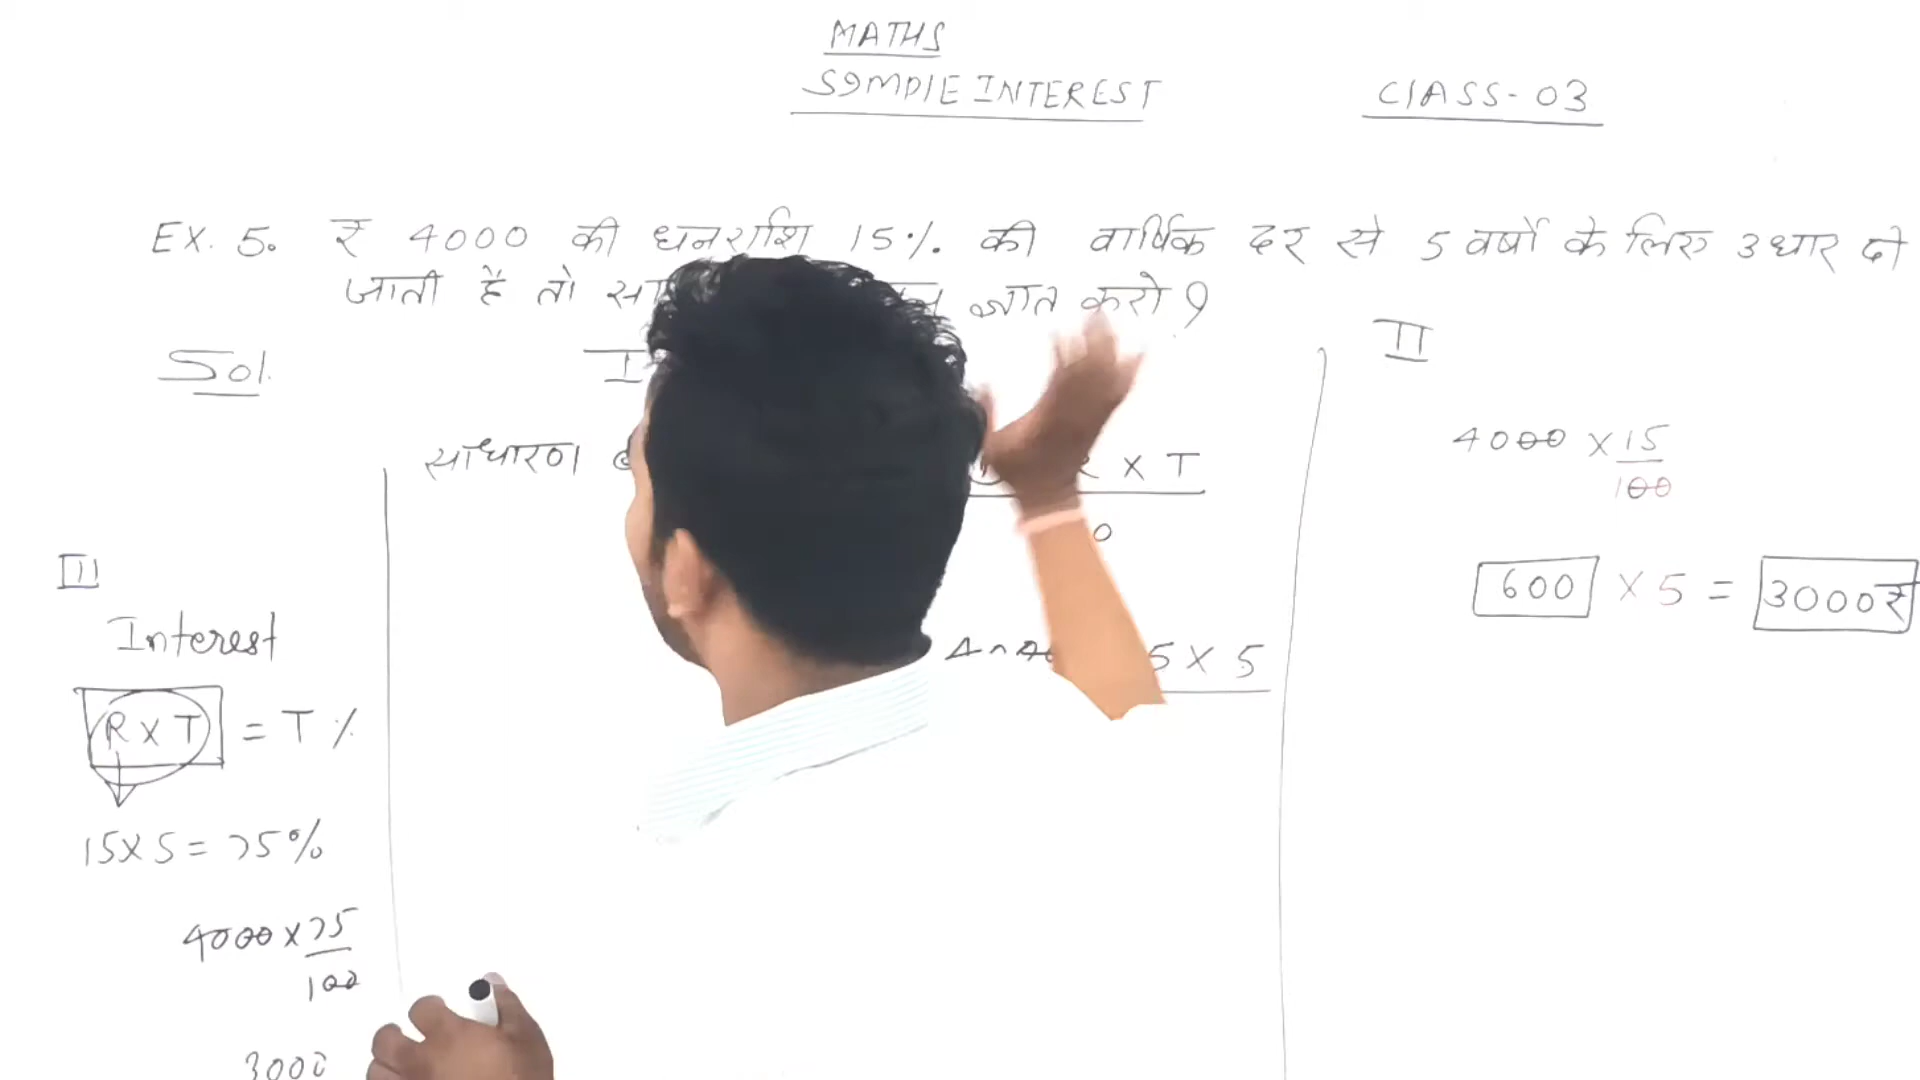 MATHS
SIMPLE INTEREST
CLASS-03
EX. 5. ₹ 4000 की धनराशि 15% की वार्षिक दर से 5 वर्षों के लिए उधार दी
जाती हैं तो ज्ञात करो?
Sol.
I
साधारण
X T
5 X 5
II
4000 X 15
100
600 X 5 = 3000₹
III
Interest
R X T = T %
15 X 5 = 75%
4000 X 75
100
3000